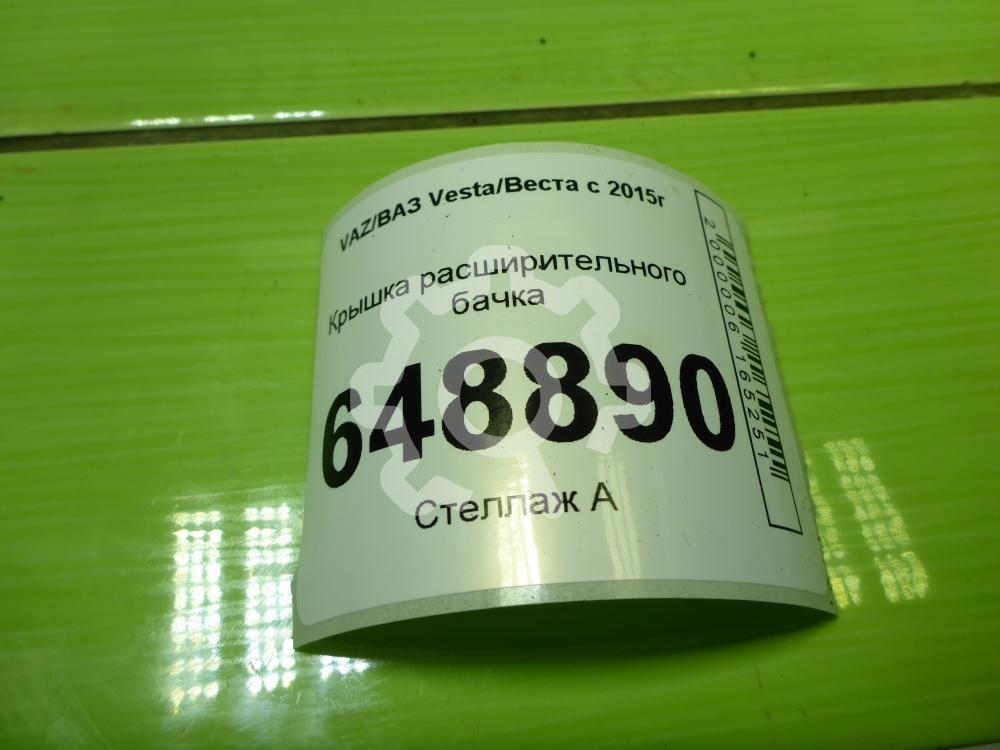 VAZ/ВАЗ Vesta/Веста с 2015г
Крышка расширительного
бачка
648890
Стеллаж А
2000006165251